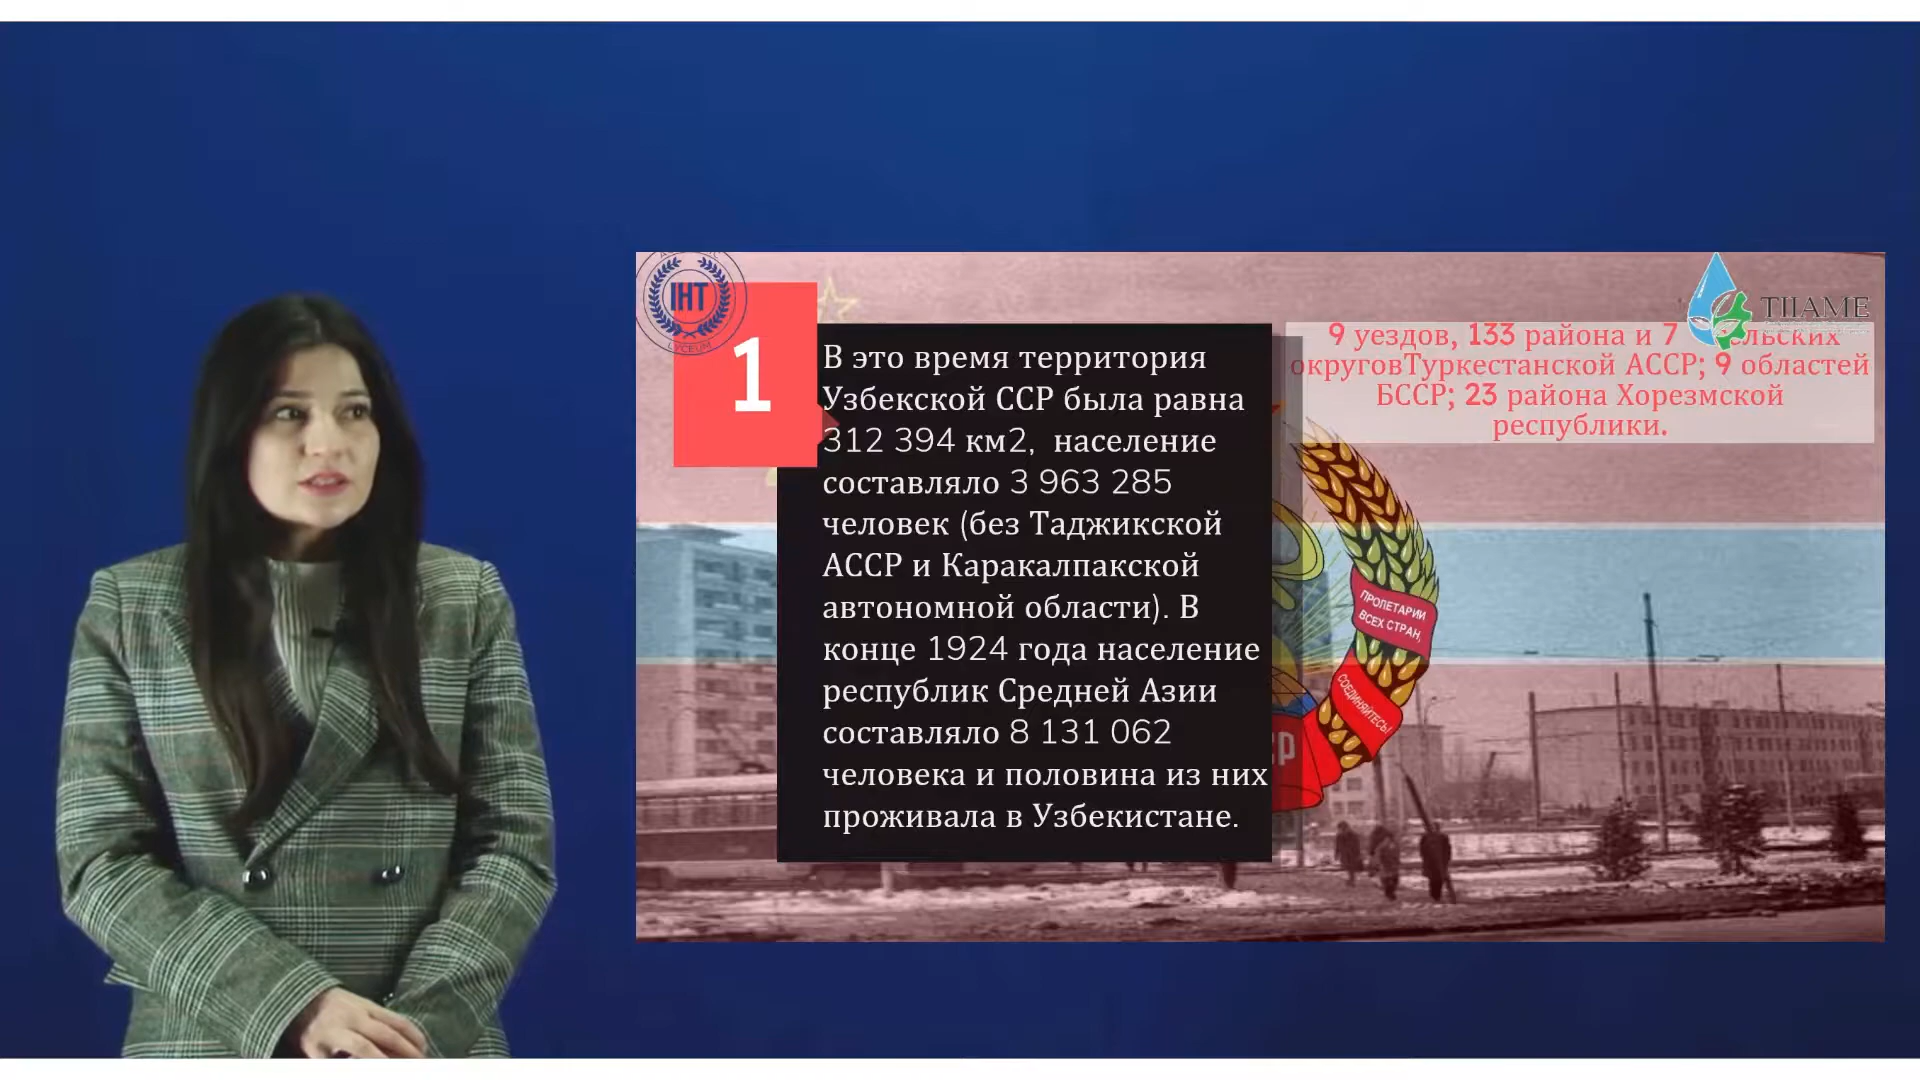 IHT
LYCEUM
1
В это время территория
Узбекской ССР была равна
312 394 км2, население
составляло 3 963 285
человек (без Таджикской
АССР и Каракалпакской
автономной области). В
конце 1924 года население
республик Средней Азии
составляло 8 131 062
человека и половина из них
проживала в Узбекистане.
TIIAME
9 уездов, 133 района и 7
округовТуркестанской АССР; 9 областей
БССР; 23 района Хорезмской
республики.
ПРОЛЕТАРИИ
ВСЕХ СТРАН,
СОЕДИНЯЙТЕСЬ!